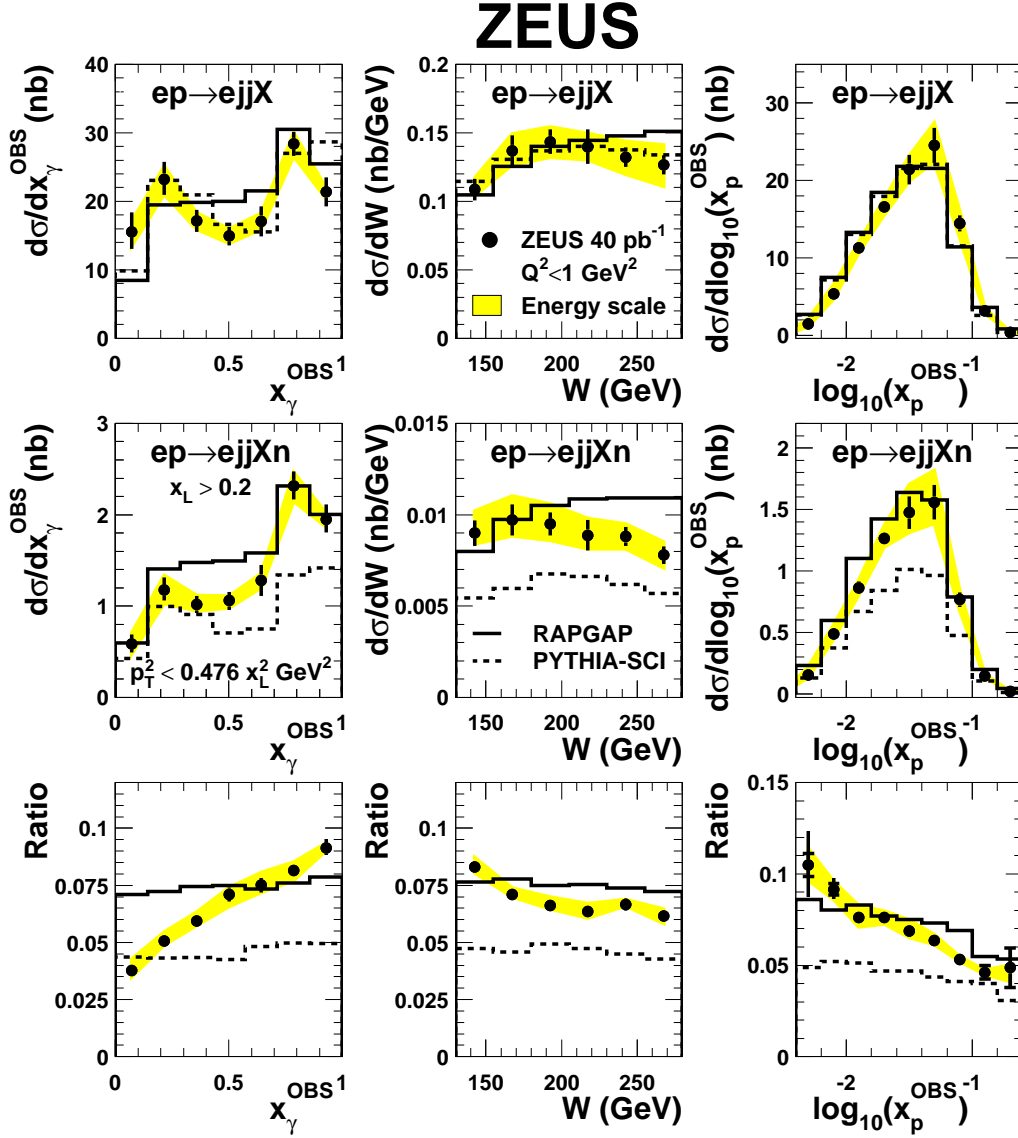 ZEUS
dσ/dx_γ^OBS (nb)
40
30
20
10
0
ep→ejjX
0 0.5 1
x_γ^OBS
dσ/dW (nb/GeV)
0.2
0.15
0.1
0.05
0
ep→ejjX
ZEUS 40 pb^-1
Q^2<1 GeV^2
Energy scale
150 200 250
W (GeV)
dσ/dlog_10(x_p^OBS) (nb)
30
20
10
0
ep→ejjX
-2 -1
log_10(x_p^OBS)
dσ/dx_γ^OBS (nb)
3
2
1
0
ep→ejjXn
x_L > 0.2
p_T^2 < 0.476 x_L^2 GeV^2
0 0.5 1
x_γ^OBS
dσ/dW (nb/GeV)
0.015
0.01
0.005
0.000
ep→ejjXn
RAPGAP
PYTHIA-SCI
150 200 250
W (GeV)
dσ/dlog_10(x_p^OBS) (nb)
2
1.5
1
0.5
0
ep→ejjXn
-2 -1
log_10(x_p^OBS)
Ratio
0.1
0.075
0.05
0.025
0
0 0.5 1
x_γ^OBS
Ratio
0.1
0.075
0.05
0.025
0
150 200 250
W (GeV)
Ratio
0.15
0.1
0.05
0
-2 -1
log_10(x_p^OBS)